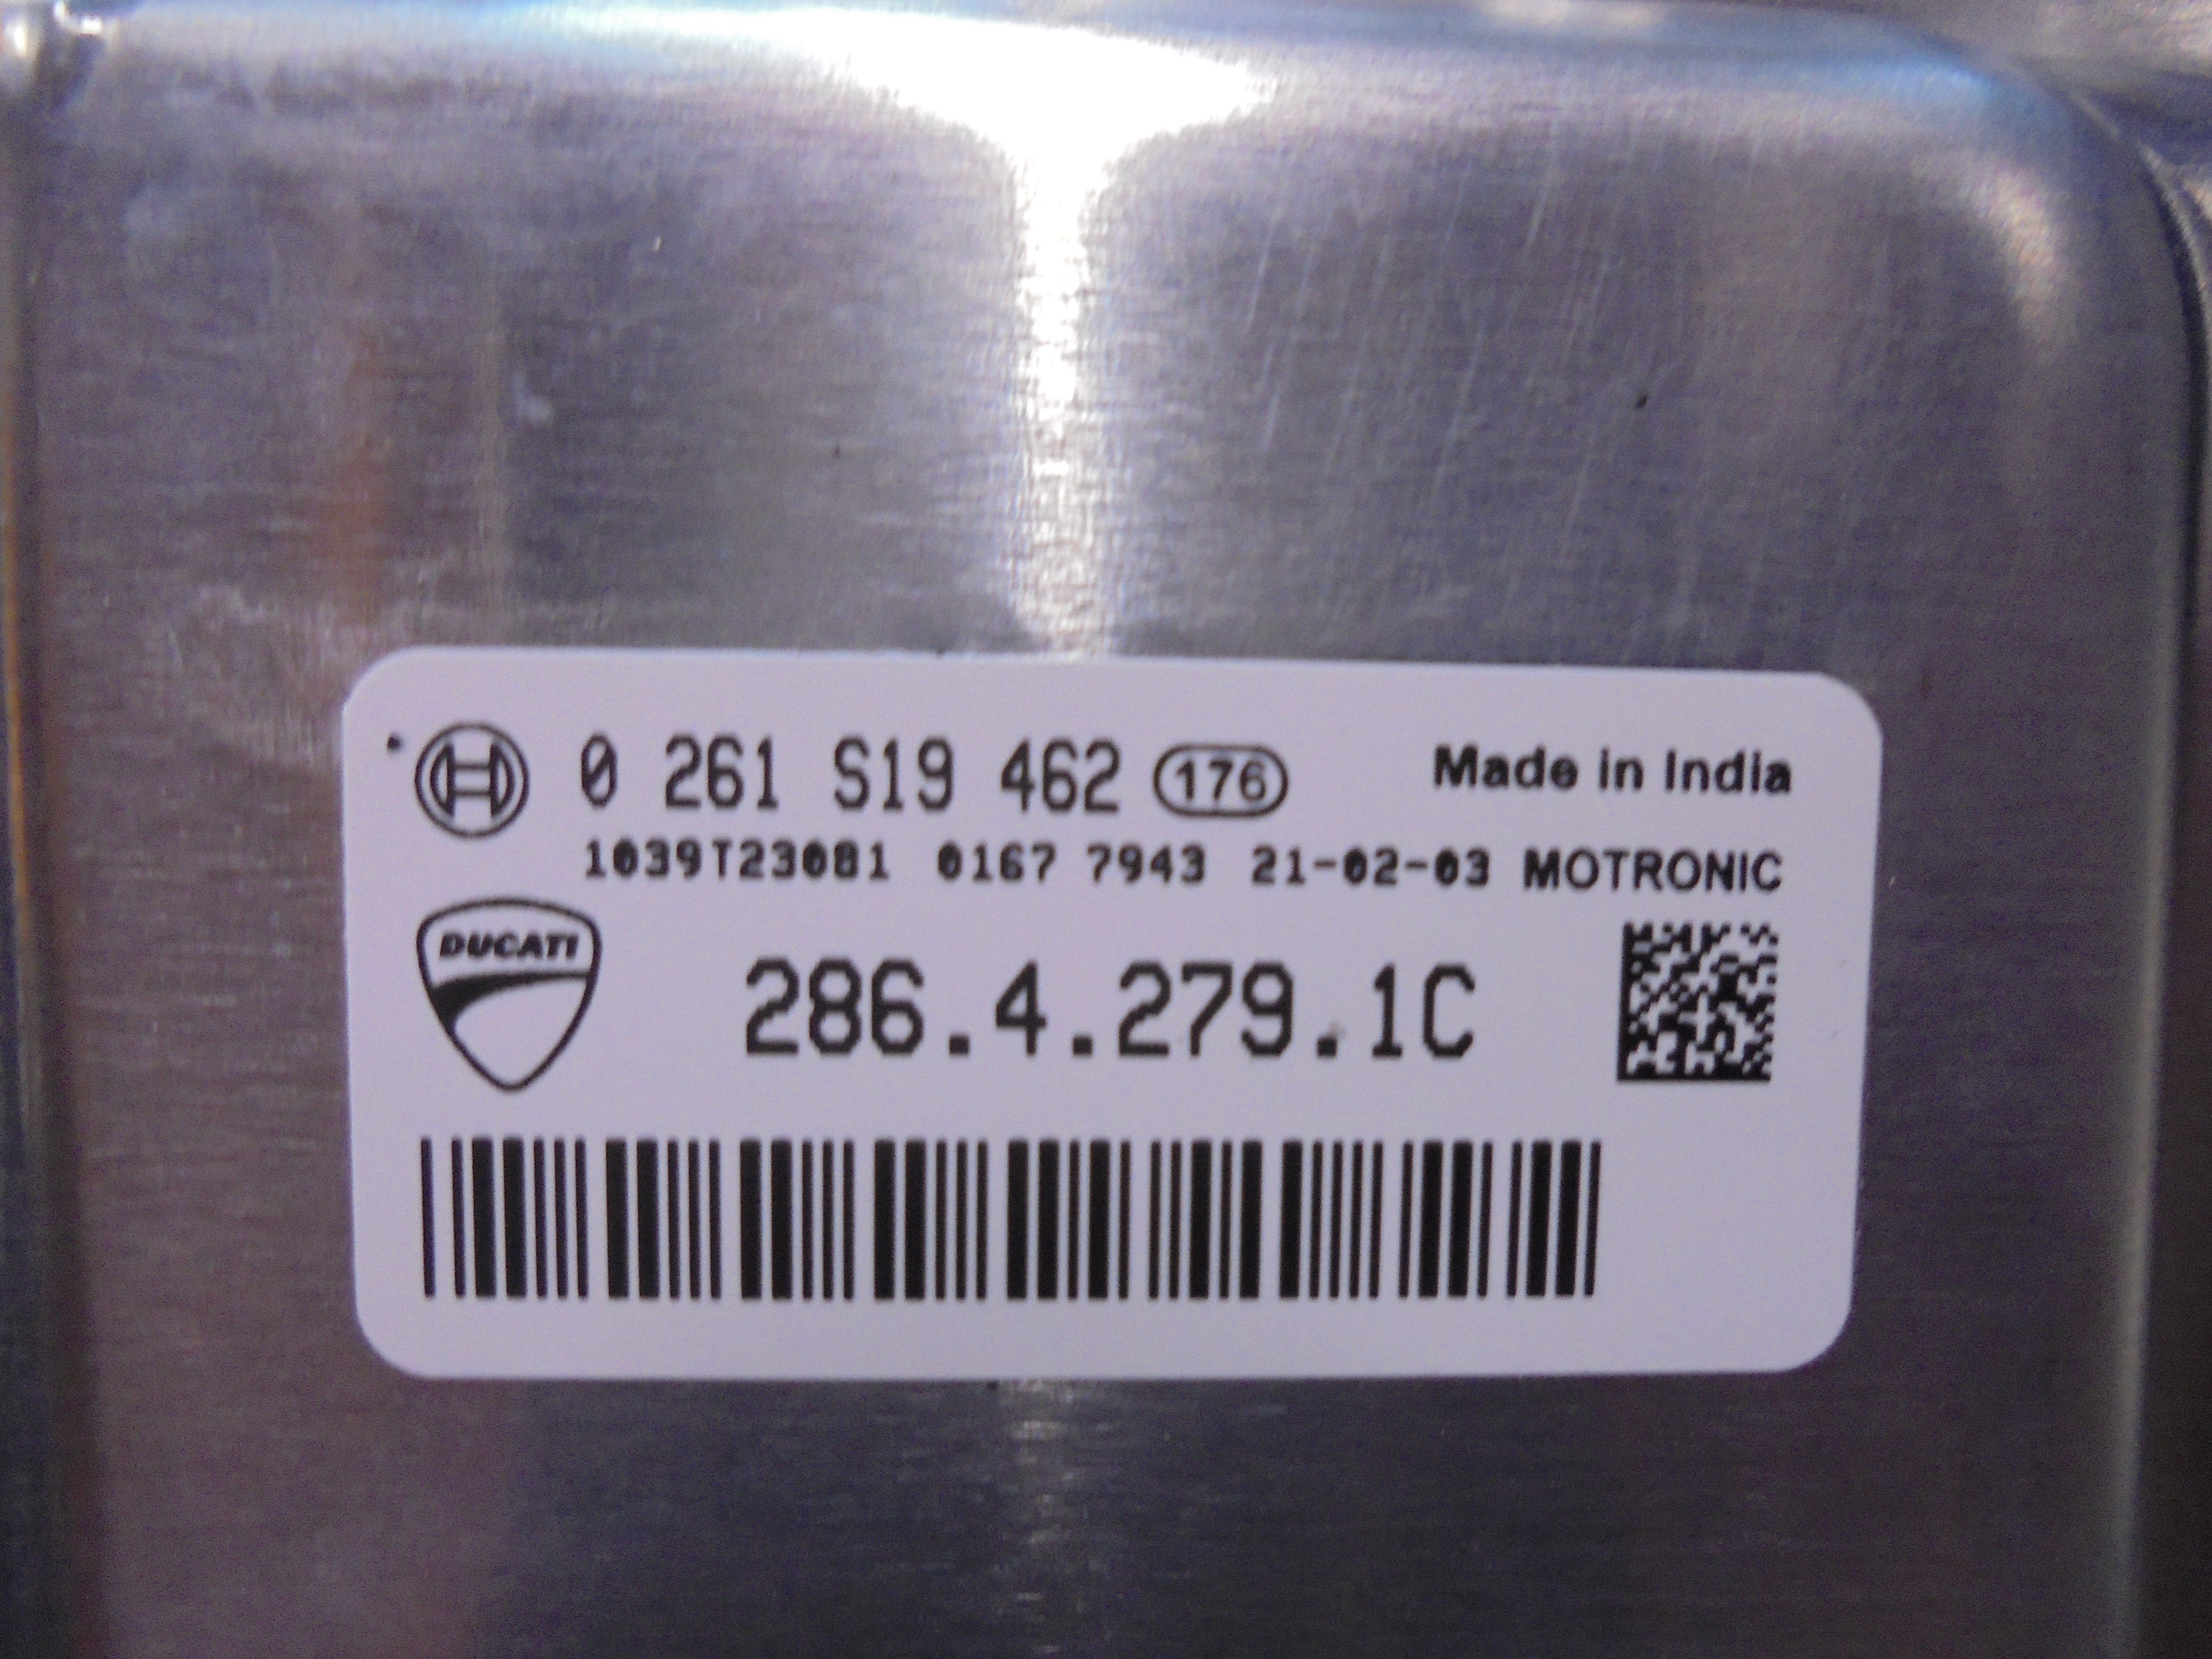 0 261 S19 462 176 Made in India
1039T23081 0167 7943 21-02-03 MOTRONIC
DUCATI 286.4.279.1C